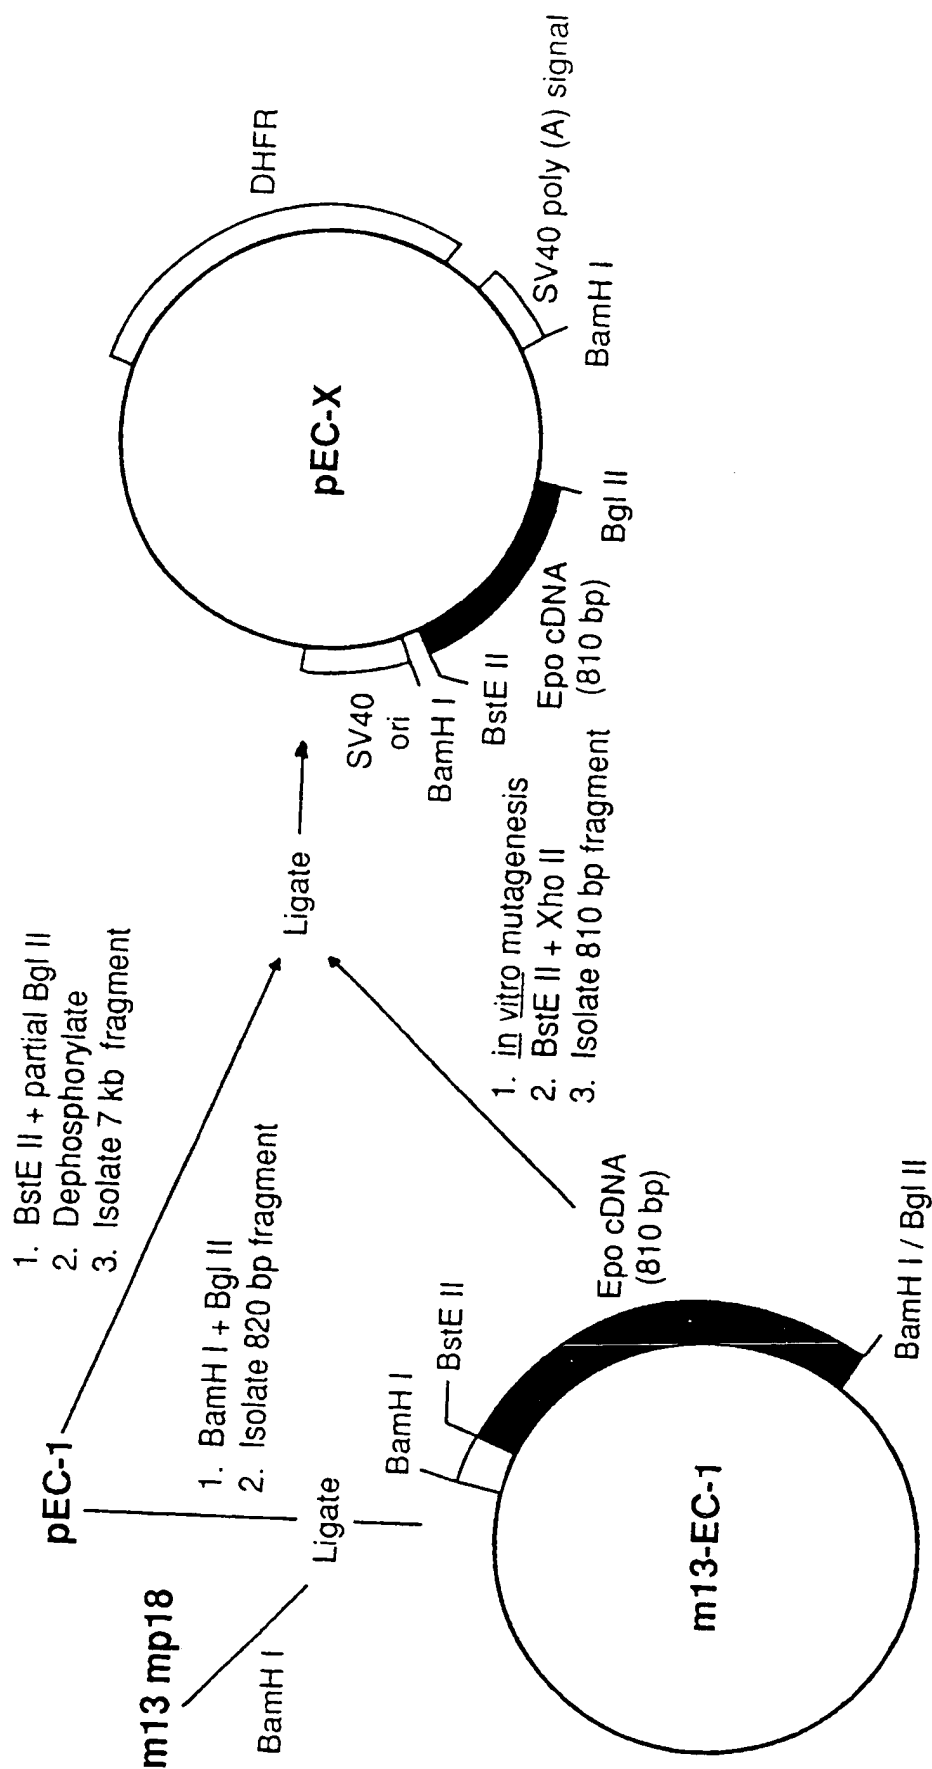 m13 mp18
BamH I
pEC-1
1. BstE II + partial Bgl II
2. Dephosphorylate
3. Isolate 7 kb fragment
1. BamH I + Bgl II
2. Isolate 820 bp fragment
Ligate
BamH I
BstE II
Epo cDNA
(810 bp)
BamH I / Bgl II
m13-EC-1
1. in vitro mutagenesis
2. BstE II + Xho II
3. Isolate 810 bp fragment
Ligate
SV40
ori
BamH I
BstE II
Epo cDNA
(810 bp)
Bgl II
BamH I
SV40 poly (A) signal
DHFR
pEC-X